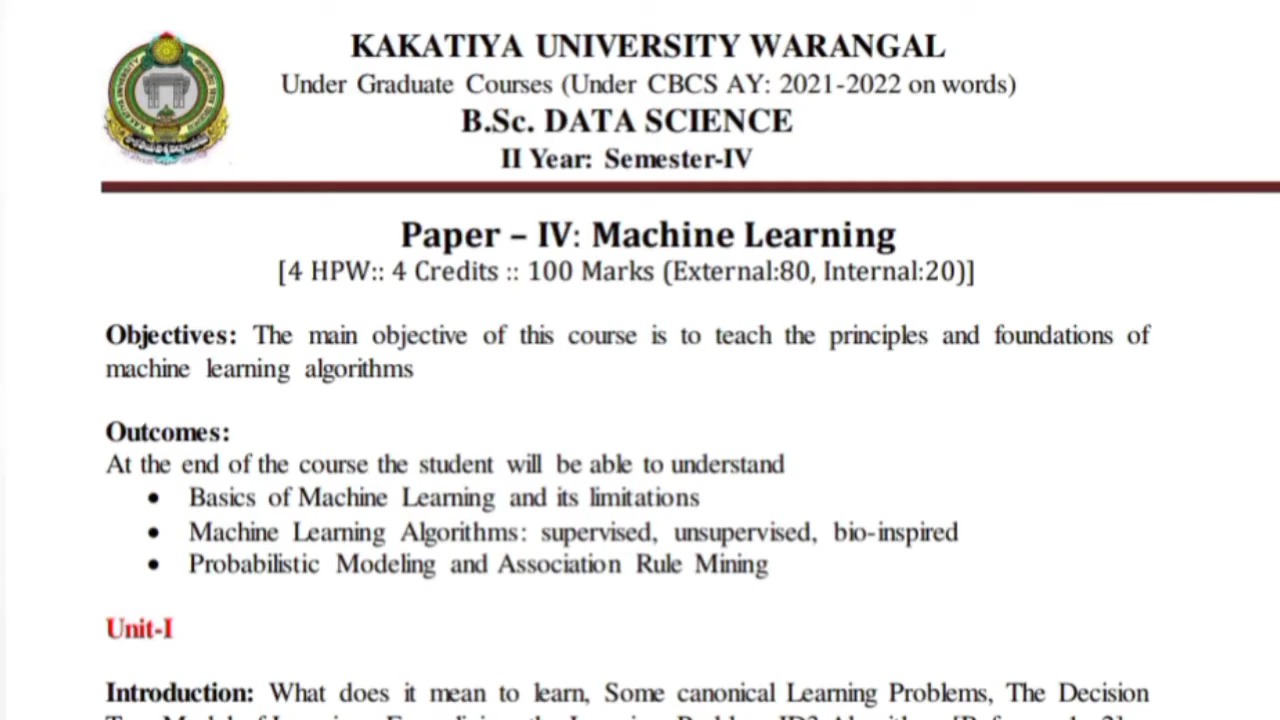 KAKATIYA UNIVERSITY WARANGAL
Under Graduate Courses (Under CBCS AY: 2021-2022 on words)
B.Sc. DATA SCIENCE
II Year: Semester-IV
Paper – IV: Machine Learning
[4 HPW:: 4 Credits :: 100 Marks (External:80, Internal:20)]
Objectives: The main objective of this course is to teach the principles and foundations of
machine learning algorithms
Outcomes:
At the end of the course the student will be able to understand
• Basics of Machine Learning and its limitations
• Machine Learning Algorithms: supervised, unsupervised, bio-inspired
• Probabilistic Modeling and Association Rule Mining
Unit-I
Introduction: What does it mean to learn, Some canonical Learning Problems, The Decision